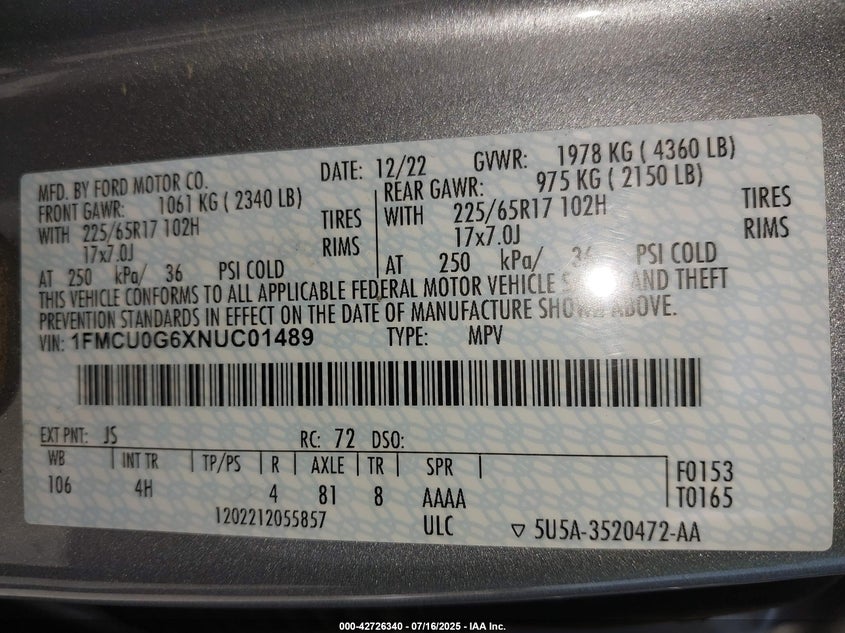 MFD. BY FORD MOTOR CO. DATE: 12/22 GVWR: 1978 KG ( 4360 LB)
FRONT GAWR: 1061 KG ( 2340 LB) REAR GAWR: 975 KG ( 2150 LB)
WITH 225/65R17 102H TIRES WITH 225/65R17 102H TIRES
17x7.0J RIMS 17x7.0J RIMS
AT 250 kPa/ 36 PSI COLD AT 250 kPa/ 36 PSI COLD
THIS VEHICLE CONFORMS TO ALL APPLICABLE FEDERAL MOTOR VEHICLE AND THEFT
PREVENTION STANDARDS IN EFFECT ON THE DATE OF MANUFACTURE SHOWN ABOVE.
VIN: 1FMCU0G6XNUC01489 TYPE: MPV
EXT PNT: JS RC: 72 DSO:
WB INT TR TP/PS R AXLE TR SPR
106 4H 4 81 8 AAAA
F0153
T0165
1202212055857 ULC ▽ 5U5A-3520472-AA
000-42726340 - 07/16/2025 - IAA Inc.